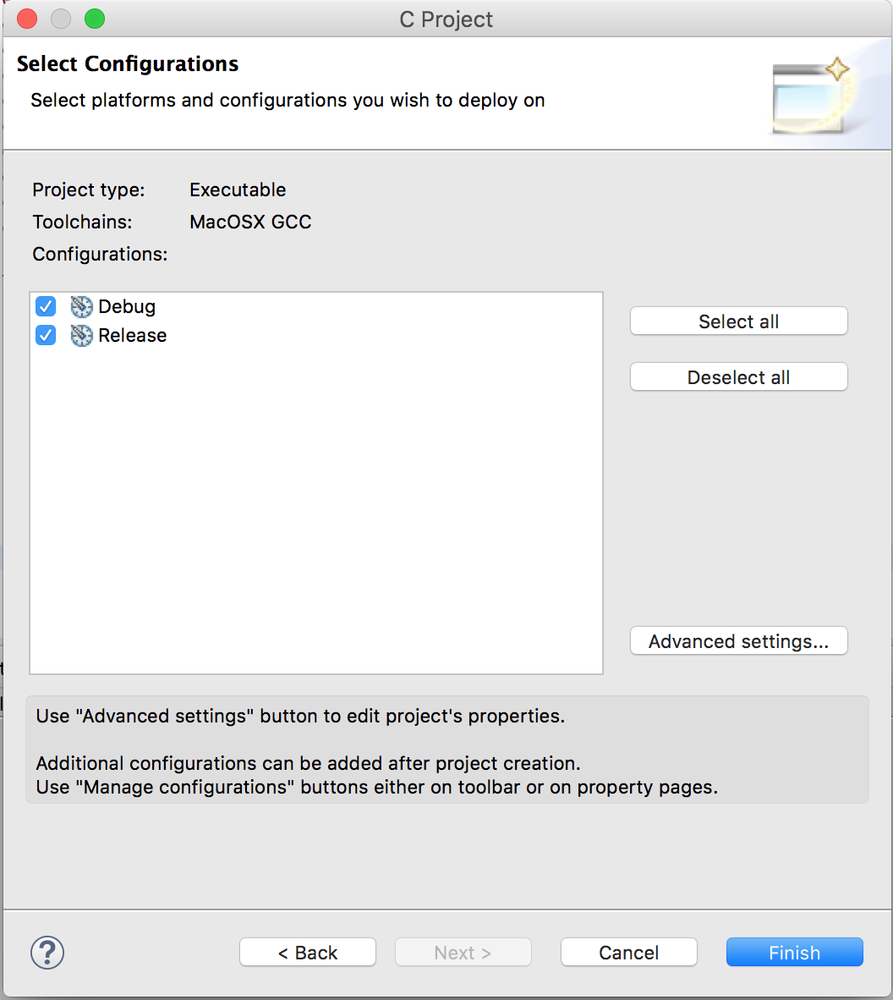 C Project
Select Configurations
Select platforms and configurations you wish to deploy on
Project type: Executable
Toolchains: MacOSX GCC
Configurations:
Debug
Release
Select all
Deselect all
Advanced settings...
Use "Advanced settings" button to edit project's properties.
Additional configurations can be added after project creation.
Use "Manage configurations" buttons either on toolbar or on property pages.
?
< Back
Next >
Cancel
Finish